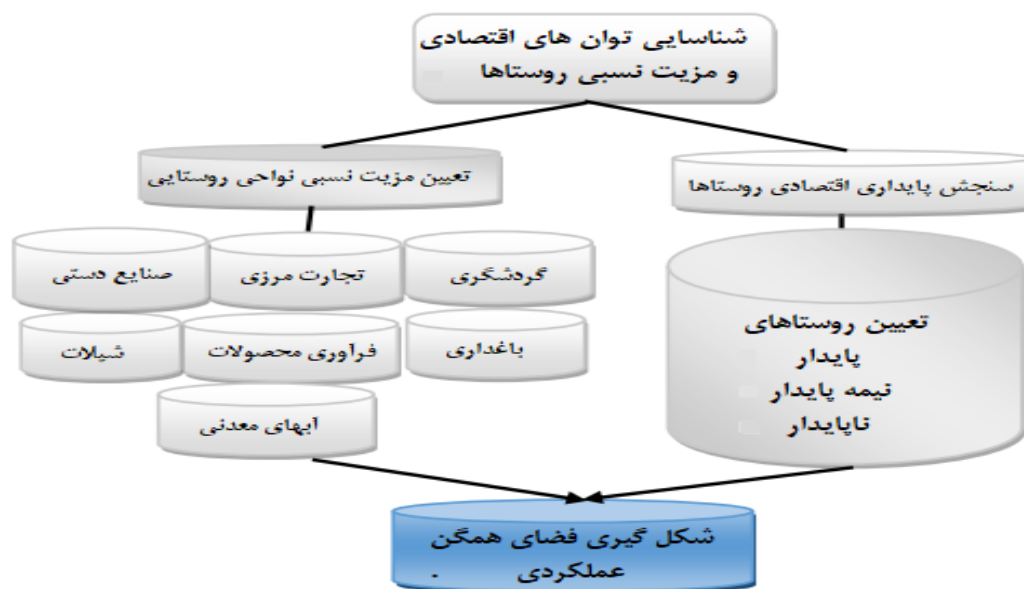 شناسایی توان های اقتصادی
و مزیت نسبی روستاها
سنجش پایداری اقتصادی روستاها
تعیین مزیت نسبی نواحی روستایی
گردشگری
تجارت مرزی
صنایع دستی
باغداری
فرآوری محصولات
شیلات
آبهای معدنی
تعیین روستاهای
پایدار
نیمه پایدار
ناپایدار
شکل گیری فضای همگن
عملکردی .